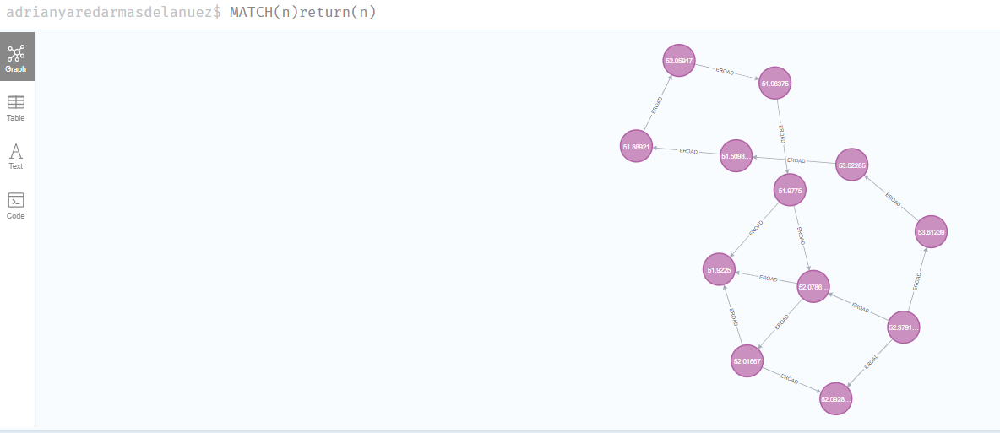 adrianyaredarmasdelanuez$ MATCH(n)return(n)
Graph
Table
Text
Code
52.05917
EROAD
51.96375
EROAD
EROAD
51.88921
EROAD
51.5098...
EROAD
53.52285
51.9775
EROAD
EROAD
EROAD
53.61239
51.9225
EROAD
52.0786...
EROAD
EROAD
EROAD
EROAD
52.3791...
52.01667
EROAD
EROAD
52.0928...